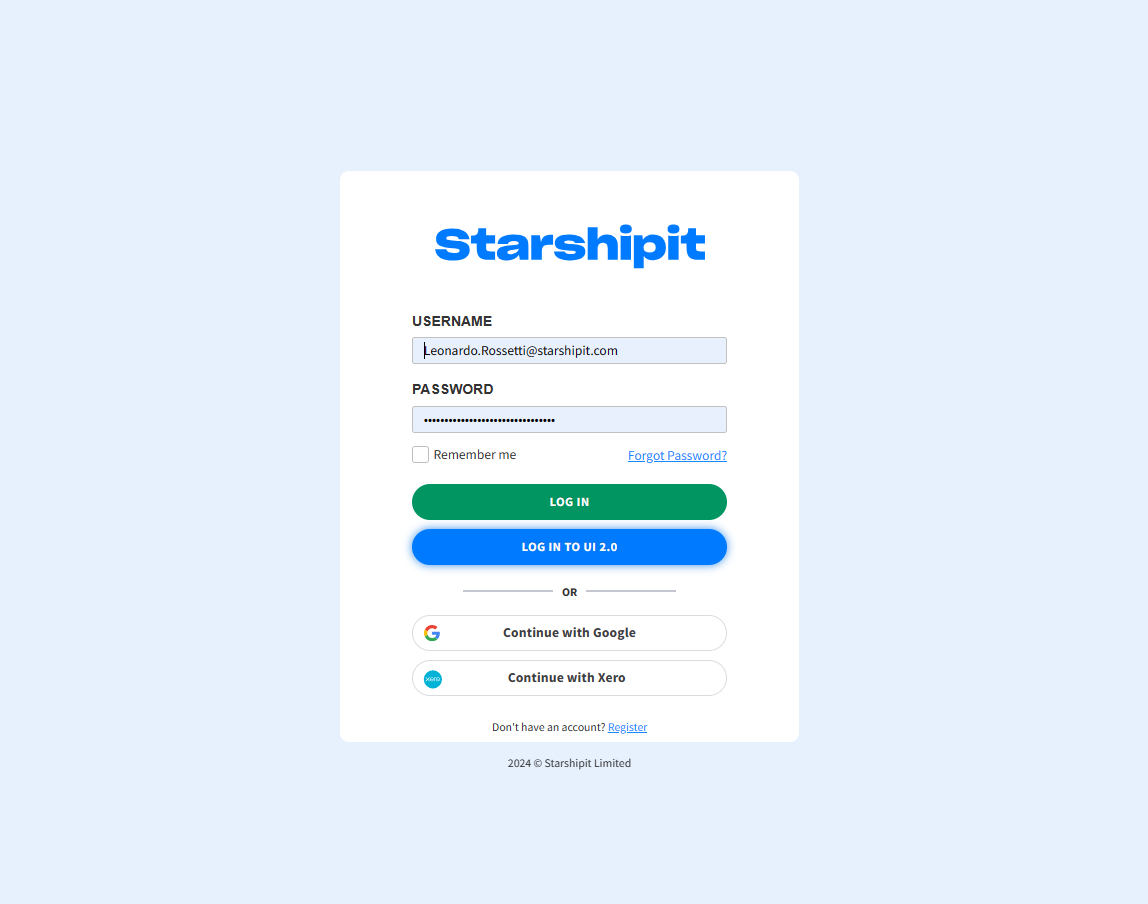 Starshipit
USERNAME
Leonardo.Rossetti@starshipit.com
PASSWORD
••••••••••••••••••••••••••••••••
Remember me
Forgot Password?
LOG IN
LOG IN TO UI 2.0
OR
Continue with Google
xero
Continue with Xero
Don't have an account? Register
2024 © Starshipit Limited